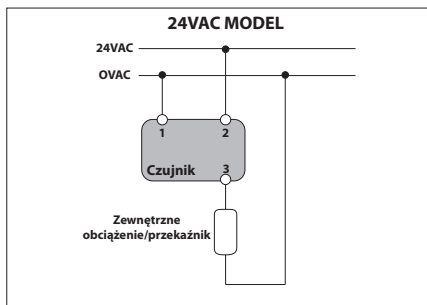 24VAC MODEL
24VAC
OVAC
1 2
Czujnik 3
Zewnętrzne
obciążenie/przekaźnik